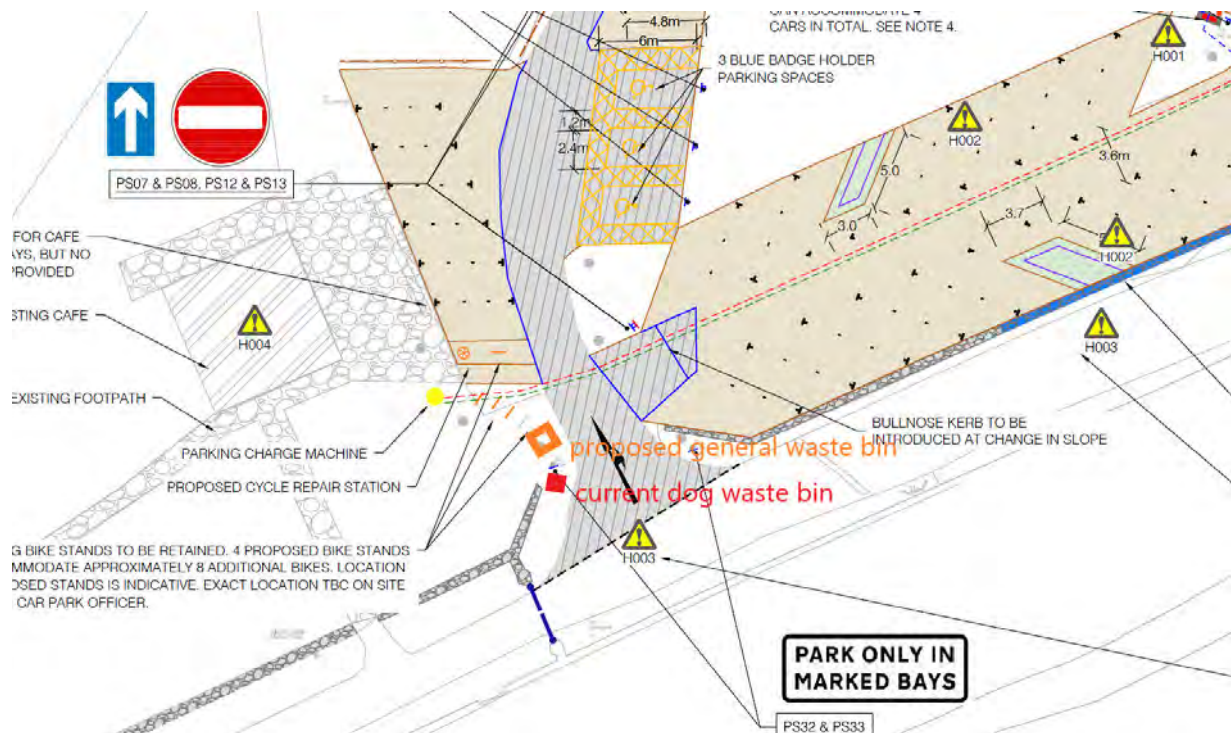 CARS IN TOTAL. SEE NOTE 4.
4.8m
6m
3 BLUE BADGE HOLDER
PARKING SPACES
H001
H002
1.2m
2.4m
3.6m
5.0
3.0
3.7
H002
PS07 & PS08, PS12 & PS13
FOR CAFE
AYS, BUT NO
PROVIDED
STING CAFE
H004
H003
EXISTING FOOTPATH
BULLNOSE KERB TO BE
INTRODUCED AT CHANGE IN SLOPE
PARKING CHARGE MACHINE
proposed general waste bin
PROPOSED CYCLE REPAIR STATION
current dog waste bin
G BIKE STANDS TO BE RETAINED. 4 PROPOSED BIKE STANDS
MMODATE APPROXIMATELY 8 ADDITIONAL BIKES. LOCATION
OSED STANDS IS INDICATIVE. EXACT LOCATION TBC ON SITE
CAR PARK OFFICER.
H003
PARK ONLY IN
MARKED BAYS
PS32 & PS33